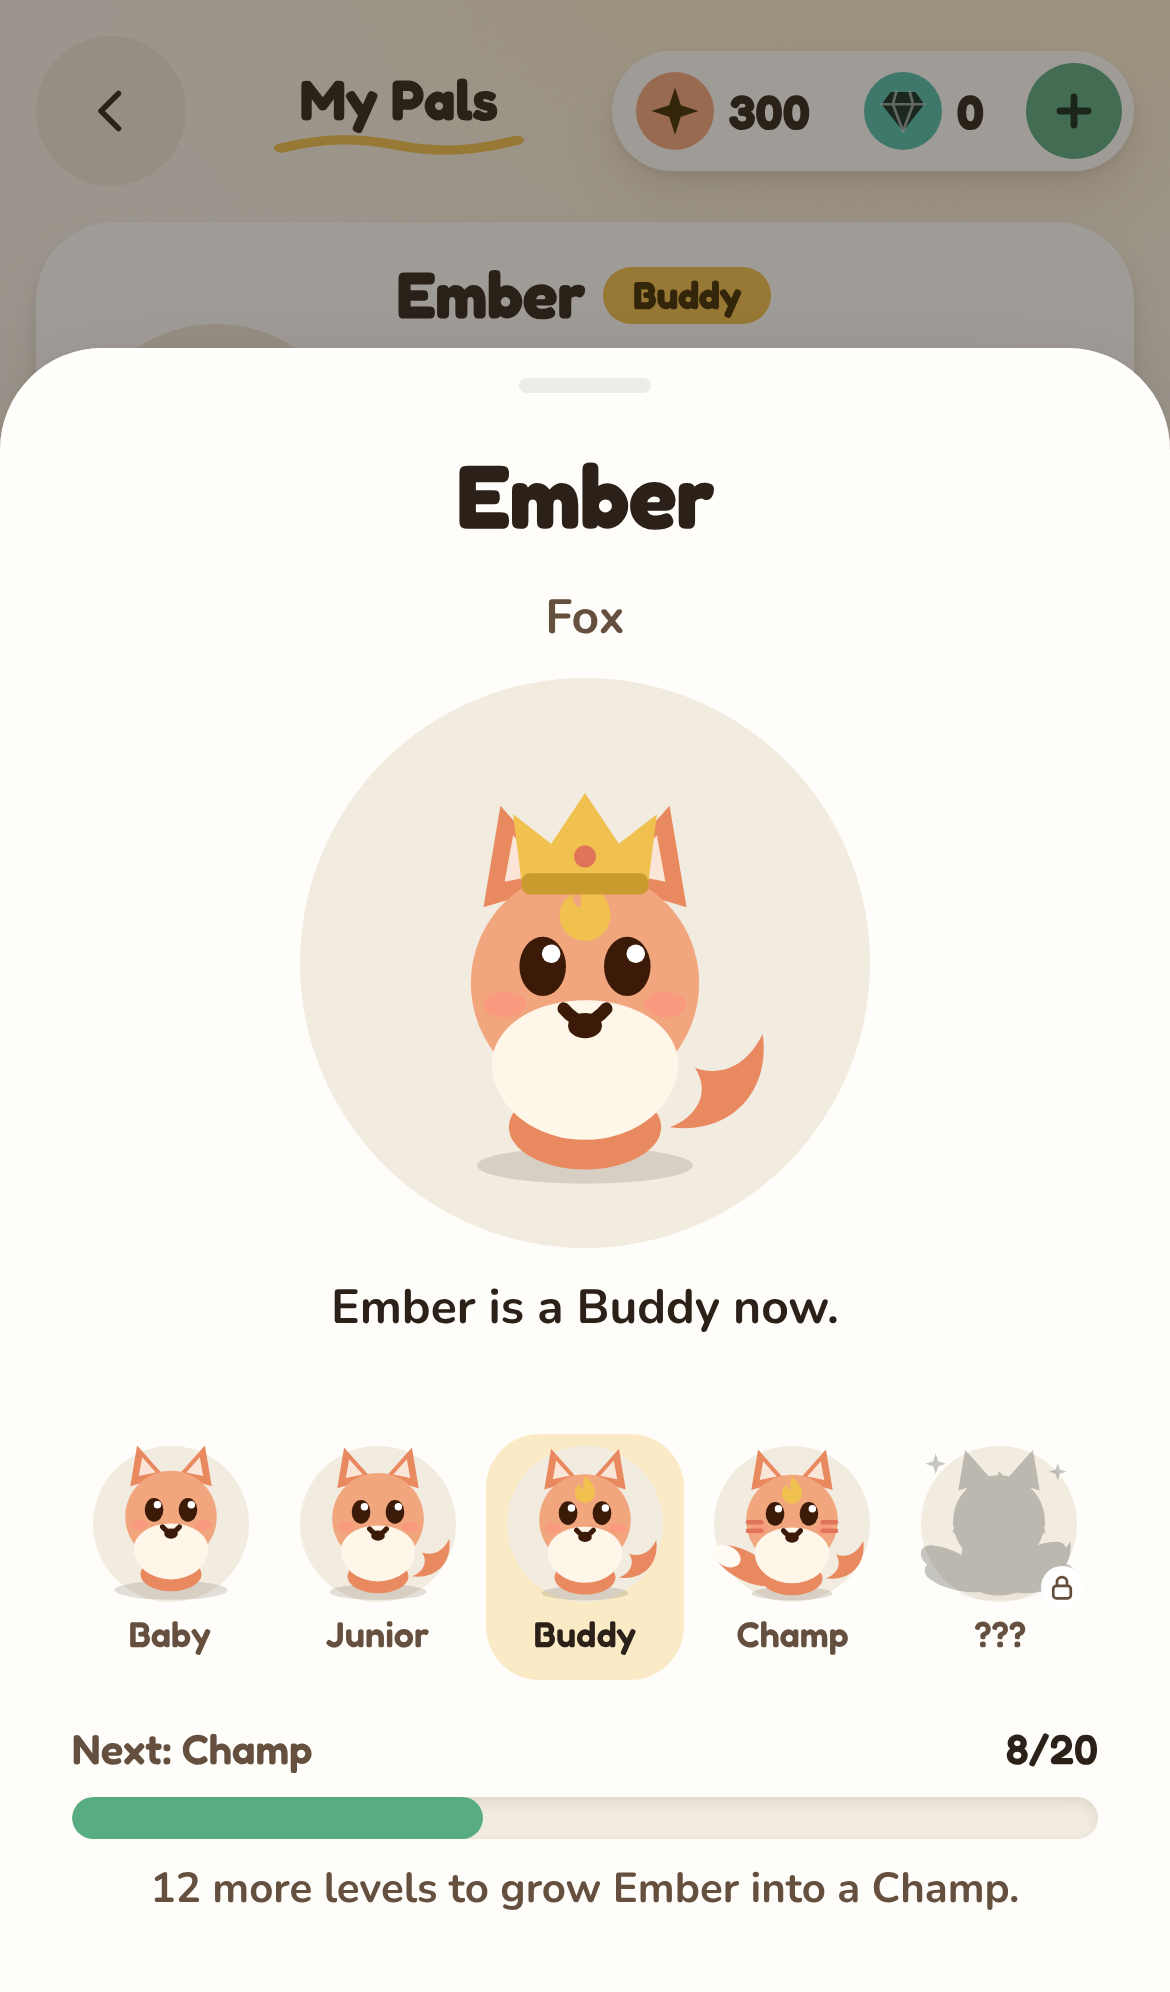 My Pals
300
0
Ember Buddy
Ember
Fox
Ember is a Buddy now.
Baby Junior Buddy Champ ???
Next: Champ 8/20
12 more levels to grow Ember into a Champ.